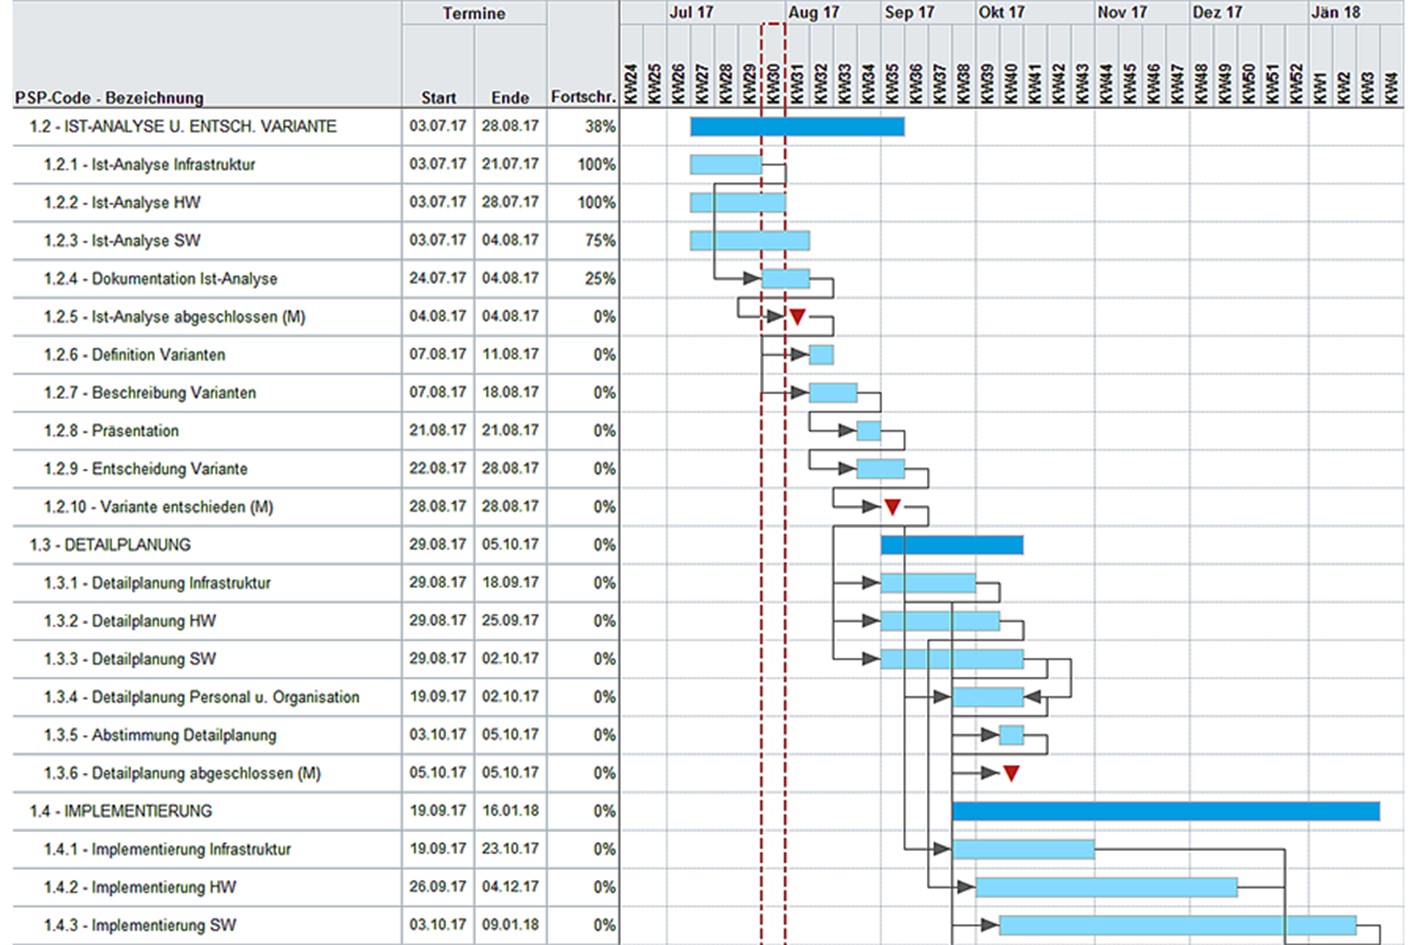 Termine
Jul 17 Aug 17 Sep 17 Okt 17 Nov 17 Dez 17 Jän 18
PSP-Code - Bezeichnung Start Ende Fortschr. KW24 KW25 KW26 KW27 KW28 KW29 KW30 KW31 KW32 KW33 KW34 KW35 KW36 KW37 KW38 KW39 KW40 KW41 KW42 KW43 KW44 KW45 KW46 KW47 KW48 KW49 KW50 KW51 KW52 KW1 KW2 KW3 KW4
1.2 - IST-ANALYSE U. ENTSCH. VARIANTE 03.07.17 28.08.17 38%
1.2.1 - Ist-Analyse Infrastruktur 03.07.17 21.07.17 100%
1.2.2 - Ist-Analyse HW 03.07.17 28.07.17 100%
1.2.3 - Ist-Analyse SW 03.07.17 04.08.17 75%
1.2.4 - Dokumentation Ist-Analyse 24.07.17 04.08.17 25%
1.2.5 - Ist-Analyse abgeschlossen (M) 04.08.17 04.08.17 0%
1.2.6 - Definition Varianten 07.08.17 11.08.17 0%
1.2.7 - Beschreibung Varianten 07.08.17 18.08.17 0%
1.2.8 - Präsentation 21.08.17 21.08.17 0%
1.2.9 - Entscheidung Variante 22.08.17 28.08.17 0%
1.2.10 - Variante entschieden (M) 28.08.17 28.08.17 0%
1.3 - DETAILPLANUNG 29.08.17 05.10.17 0%
1.3.1 - Detailplanung Infrastruktur 29.08.17 18.09.17 0%
1.3.2 - Detailplanung HW 29.08.17 25.09.17 0%
1.3.3 - Detailplanung SW 29.08.17 02.10.17 0%
1.3.4 - Detailplanung Personal u. Organisation 19.09.17 02.10.17 0%
1.3.5 - Abstimmung Detailplanung 03.10.17 05.10.17 0%
1.3.6 - Detailplanung abgeschlossen (M) 05.10.17 05.10.17 0%
1.4 - IMPLEMENTIERUNG 19.09.17 16.01.18 0%
1.4.1 - Implementierung Infrastruktur 19.09.17 23.10.17 0%
1.4.2 - Implementierung HW 26.09.17 04.12.17 0%
1.4.3 - Implementierung SW 03.10.17 09.01.18 0%